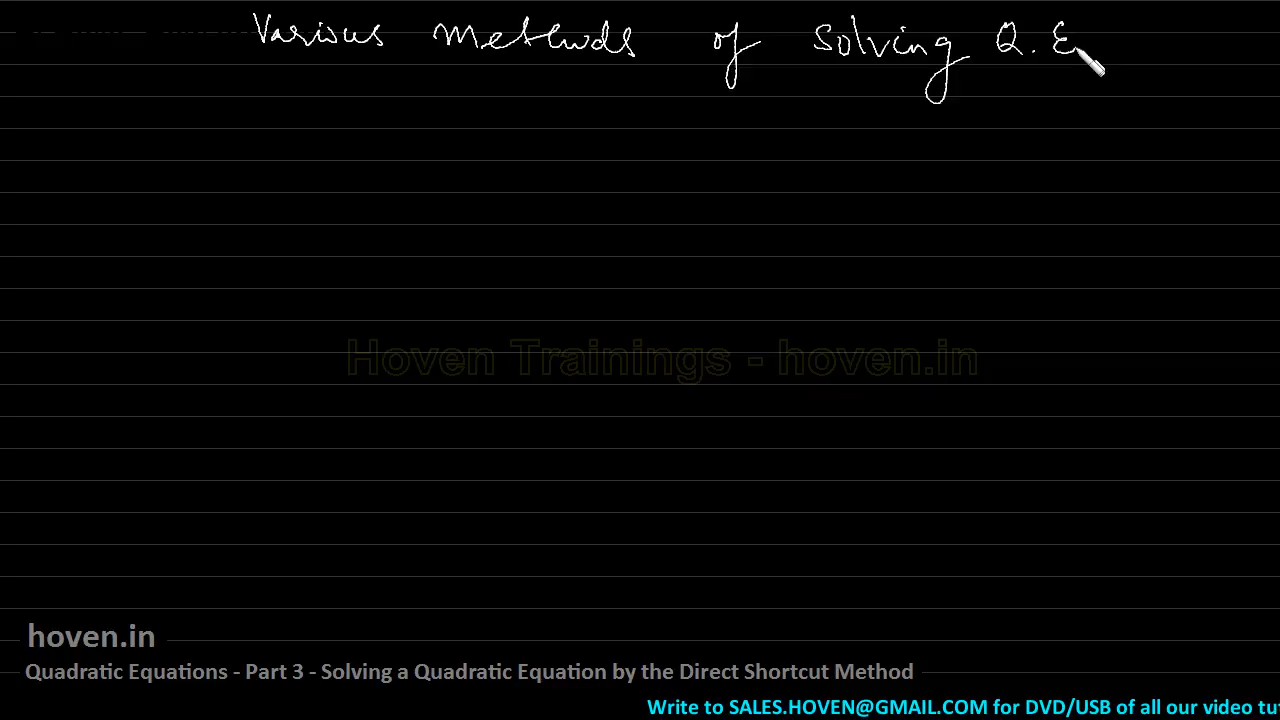 Various methods of solving Q.E
Hoven Trainings - hoven.in
hoven.in
Quadratic Equations - Part 3 - Solving a Quadratic Equation by the Direct Shortcut Method
Write to SALES.HOVEN@GMAIL.COM for DVD/USB of all our video tu